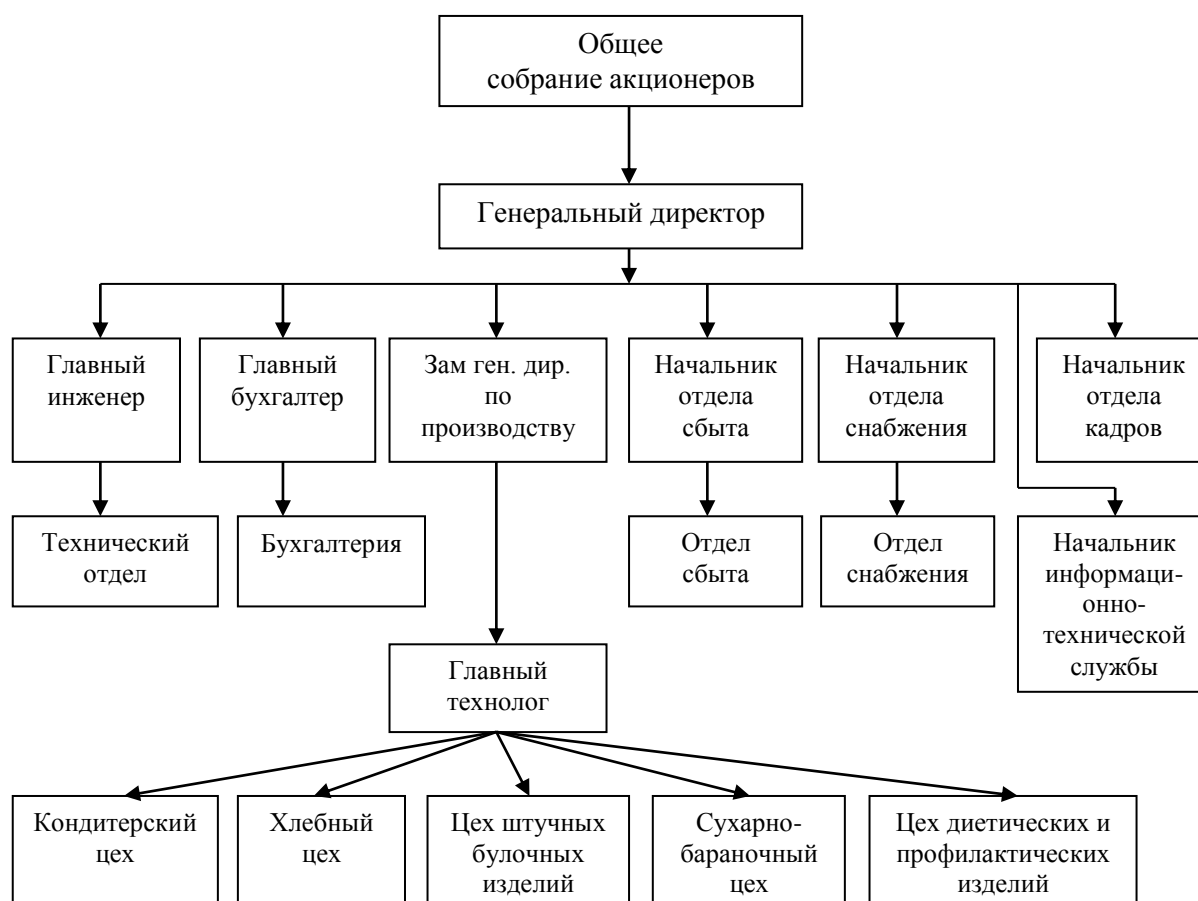 Общее
собрание акционеров
Генеральный директор
Главный
инженер
Главный
бухгалтер
Зам ген. дир.
по
производству
Начальник
отдела
сбыта
Начальник
отдела
снабжения
Начальник
отдела
кадров
Технический
отдел
Бухгалтерия
Отдел
сбыта
Отдел
снабжения
Начальник
информаци-
онно-
технической
службы
Главный
технолог
Кондитерский
цех
Хлебный
цех
Цех штучных
булочных
изделий
Сухарно-
бараночный
цех
Цех диетических и
профилактических
изделий